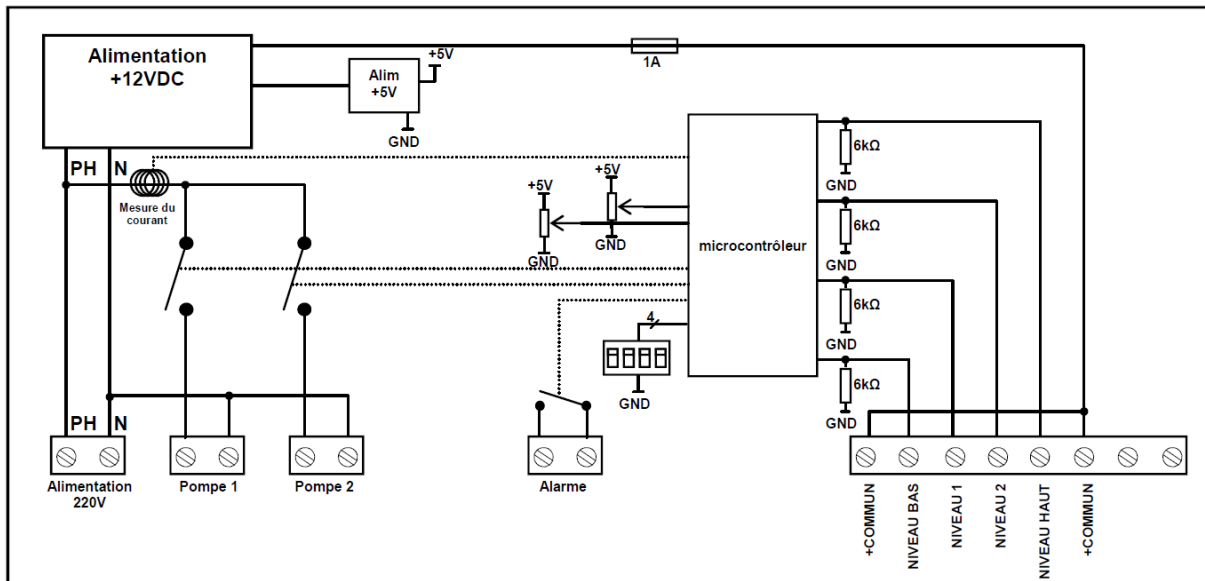 Alimentation
+12VDC
1A
+5V
Alim
+5V
GND
PH N
Mesure du
courant
+5V
+5V
GND
GND
microcontrôleur
6kΩ
GND
6kΩ
GND
6kΩ
GND
6kΩ
GND
4
GND
PH N
Alimentation
220V
Pompe 1
Pompe 2
Alarme
+COMMUN
NIVEAU BAS
NIVEAU 1
NIVEAU 2
NIVEAU HAUT
+COMMUN